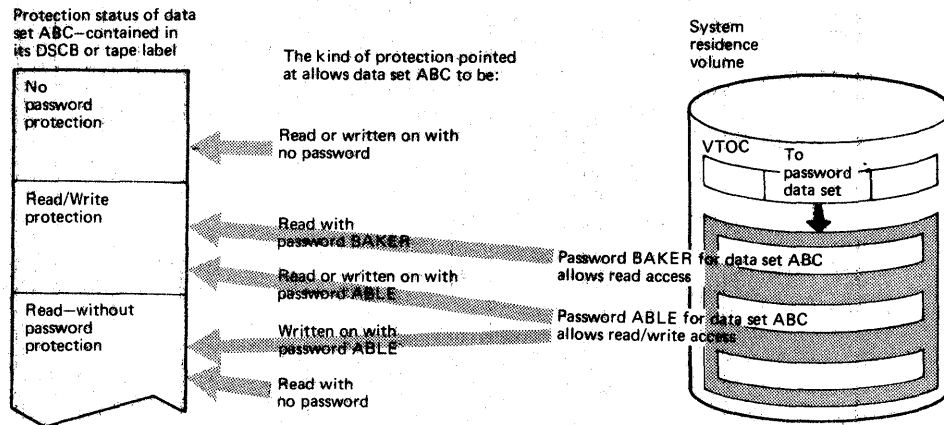 Protection status of data
set ABC—contained in
its DSCB or tape label
No
password
protection
Read/Write
protection
Read—without
password
protection
The kind of protection pointed
at allows data set ABC to be:
Read or written on with
no password
Read with
password BAKER
Read or written on with
password ABLE
Written on with
password ABLE
Read with
no password
Password BAKER for data set ABC
allows read access
Password ABLE for data set ABC
allows read/write access
System
residence
volume
VTOC
To
password
data set